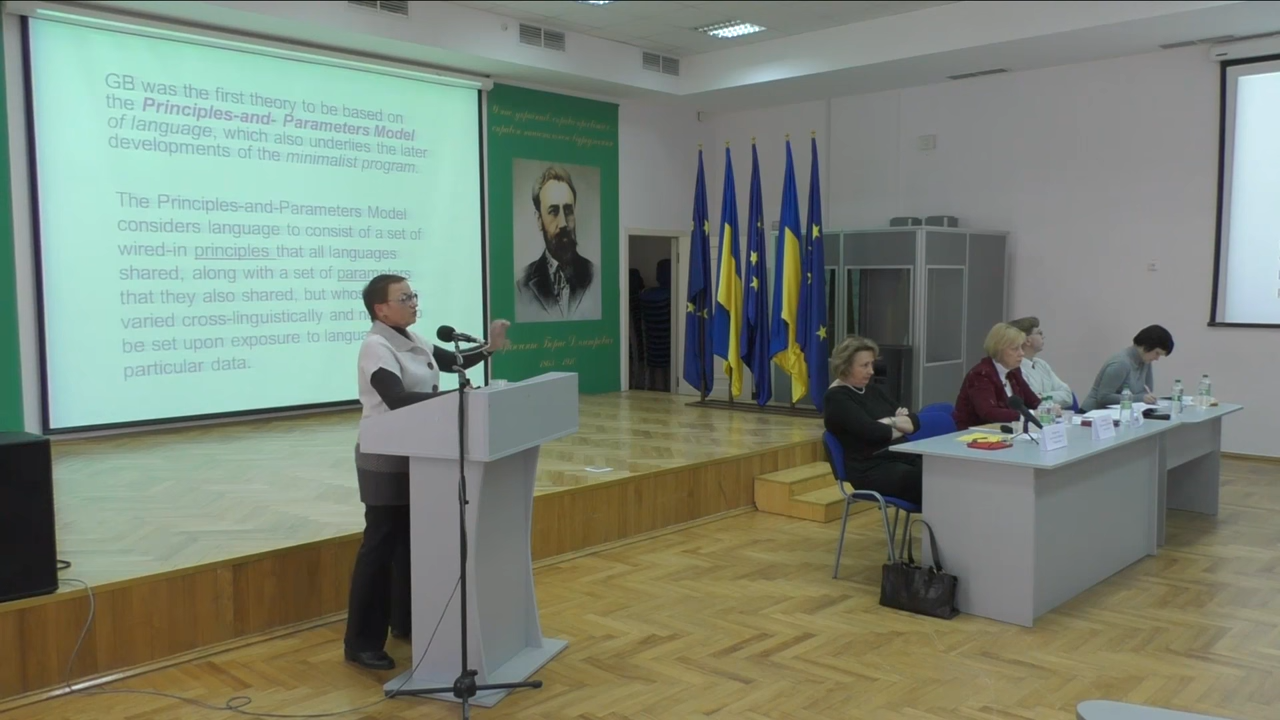 GB was the first theory to be based on
the Principles-and- Parameters Model
of language, which also underlies the later
developments of the minimalist program.
The Principles-and-Parameters Model
considers language to consist of a set of
wired-in principles that all languages
shared, along with a set of parameters
that they also shared, but
varied cross-linguistically and
be set upon exposure to
particular data.